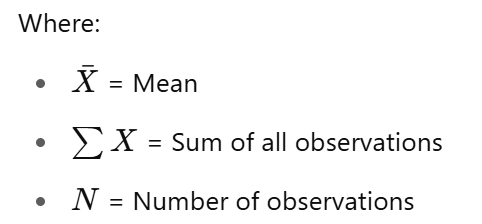 Where:
• X̄ = Mean
• ∑ X = Sum of all observations
• N = Number of observations